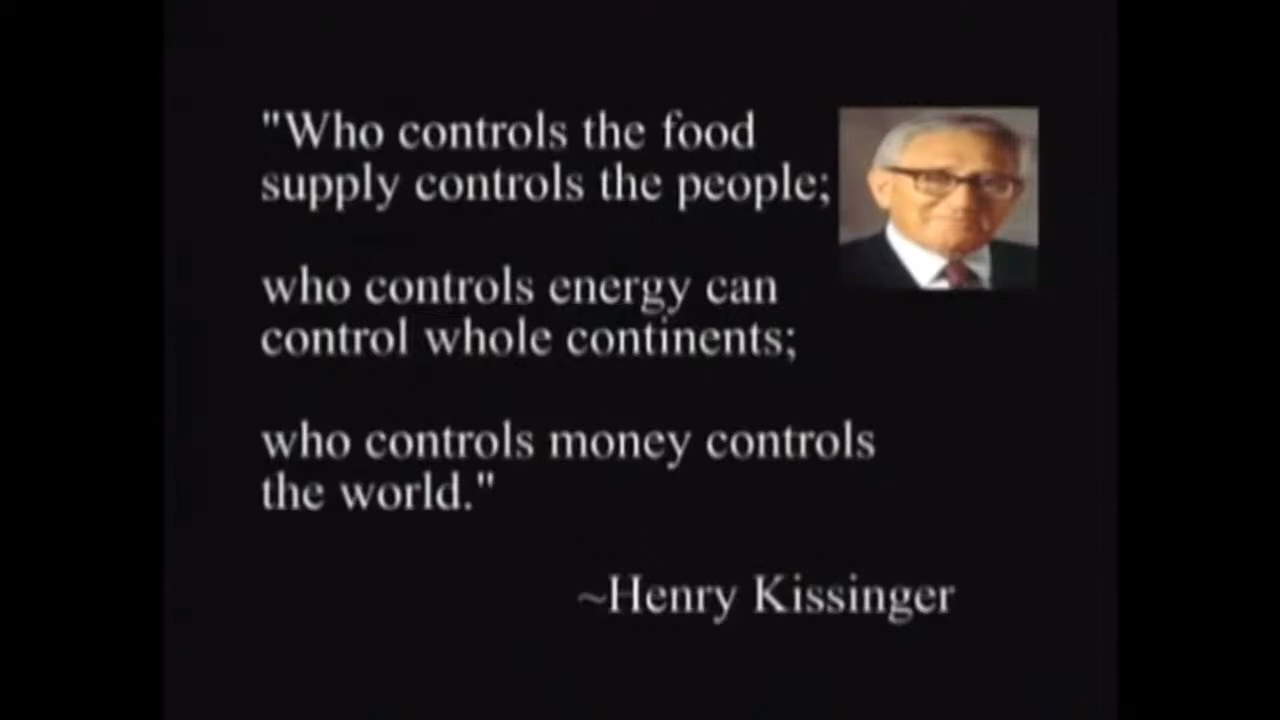 "Who controls the food
supply controls the people;
who controls energy can
control whole continents;
who controls money controls
the world."
~Henry Kissinger